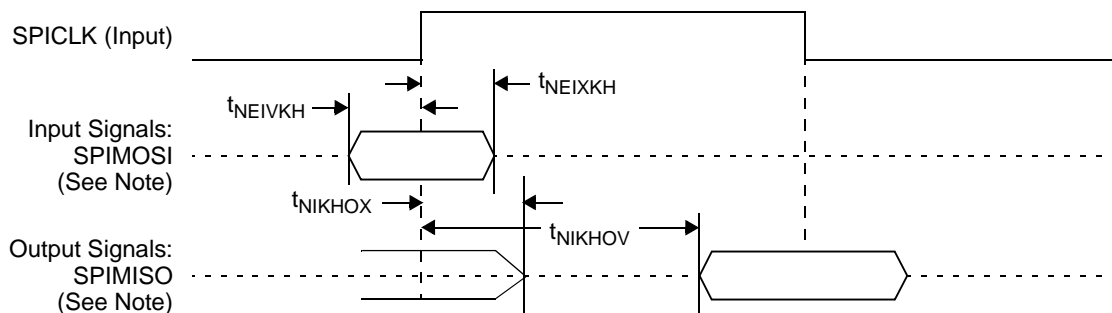 SPICLK (Input)
tNEIXKH
tNEIVKH
Input Signals:
SPIMOSI
(See Note)
tNIKHOX
tNIKHOV
Output Signals:
SPIMISO
(See Note)